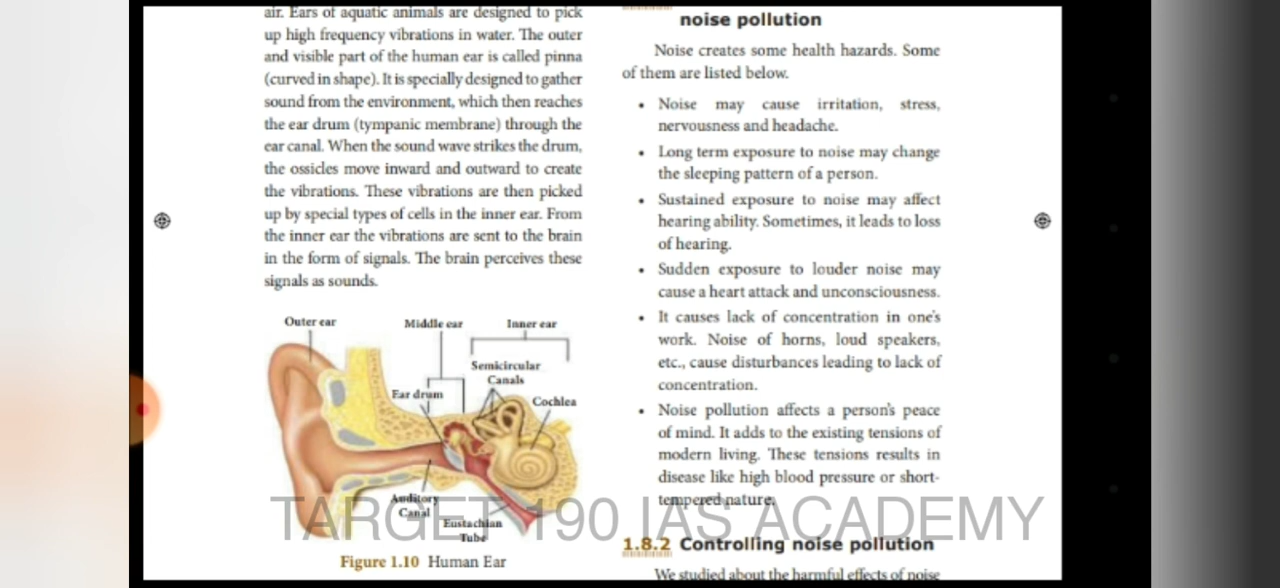 air. Ears of aquatic animals are designed to pick
up high frequency vibrations in water. The outer
and visible part of the human ear is called pinna
(curved in shape). It is specially designed to gather
sound from the environment, which then reaches
the ear drum (tympanic membrane) through the
ear canal. When the sound wave strikes the drum,
the ossicles move inward and outward to create
the vibrations. These vibrations are then picked
up by special types of cells in the inner ear. From
the inner ear the vibrations are sent to the brain
in the form of signals. The brain perceives these
signals as sounds.
Outer ear
Middle ear
Inner ear
Semicircular
Canals
Ear drum
Cochlea
Auditory
Canal
Eustachian
Tube
Figure 1.10 Human Ear
noise pollution
Noise creates some health hazards. Some
of them are listed below.
• Noise may cause irritation, stress,
nervousness and headache.
• Long term exposure to noise may change
the sleeping pattern of a person.
• Sustained exposure to noise may affect
hearing ability. Sometimes, it leads to loss
of hearing.
• Sudden exposure to louder noise may
cause a heart attack and unconsciousness.
• It causes lack of concentration in one's
work. Noise of horns, loud speakers,
etc., cause disturbances leading to lack of
concentration.
• Noise pollution affects a person's peace
of mind. It adds to the existing tensions of
modern living. These tensions results in
disease like high blood pressure or short-
tempered nature.
1.8.2 Controlling noise pollution
We studied about the harmful effects of noise
TARGET 190 IAS ACADEMY